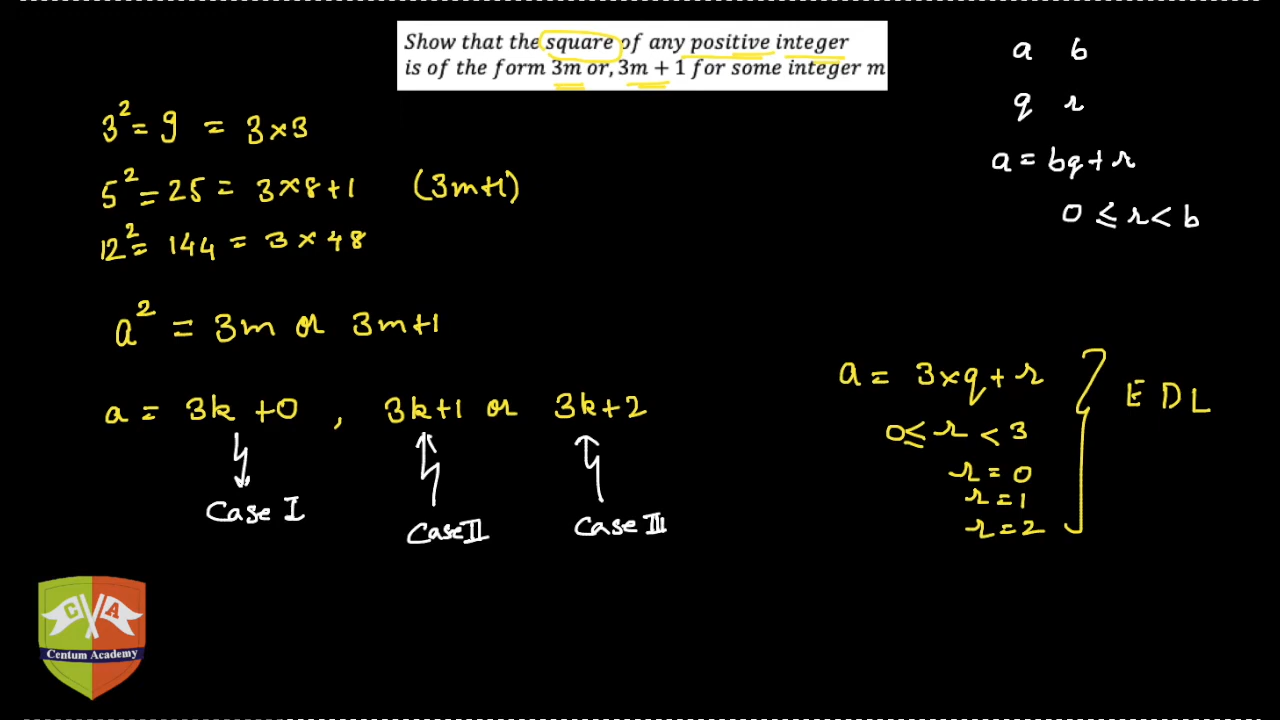 Show that the square of any positive integer
is of the form 3m or, 3m + 1 for some integer m
a b
q r
a = bq + r
0 ≤ r < b
3² = 9 = 3 × 3
5² = 25 = 3 × 8 + 1 (3m+1)
12² = 144 = 3 × 48
a² = 3m or 3m+1
a = 3k + 0 , 3k+1 or 3k+2
Case I
Case II
Case III
a = 3 × q + r
0 ≤ r < 3
r = 0
r = 1
r = 2
E D L
C A
Centum Academy